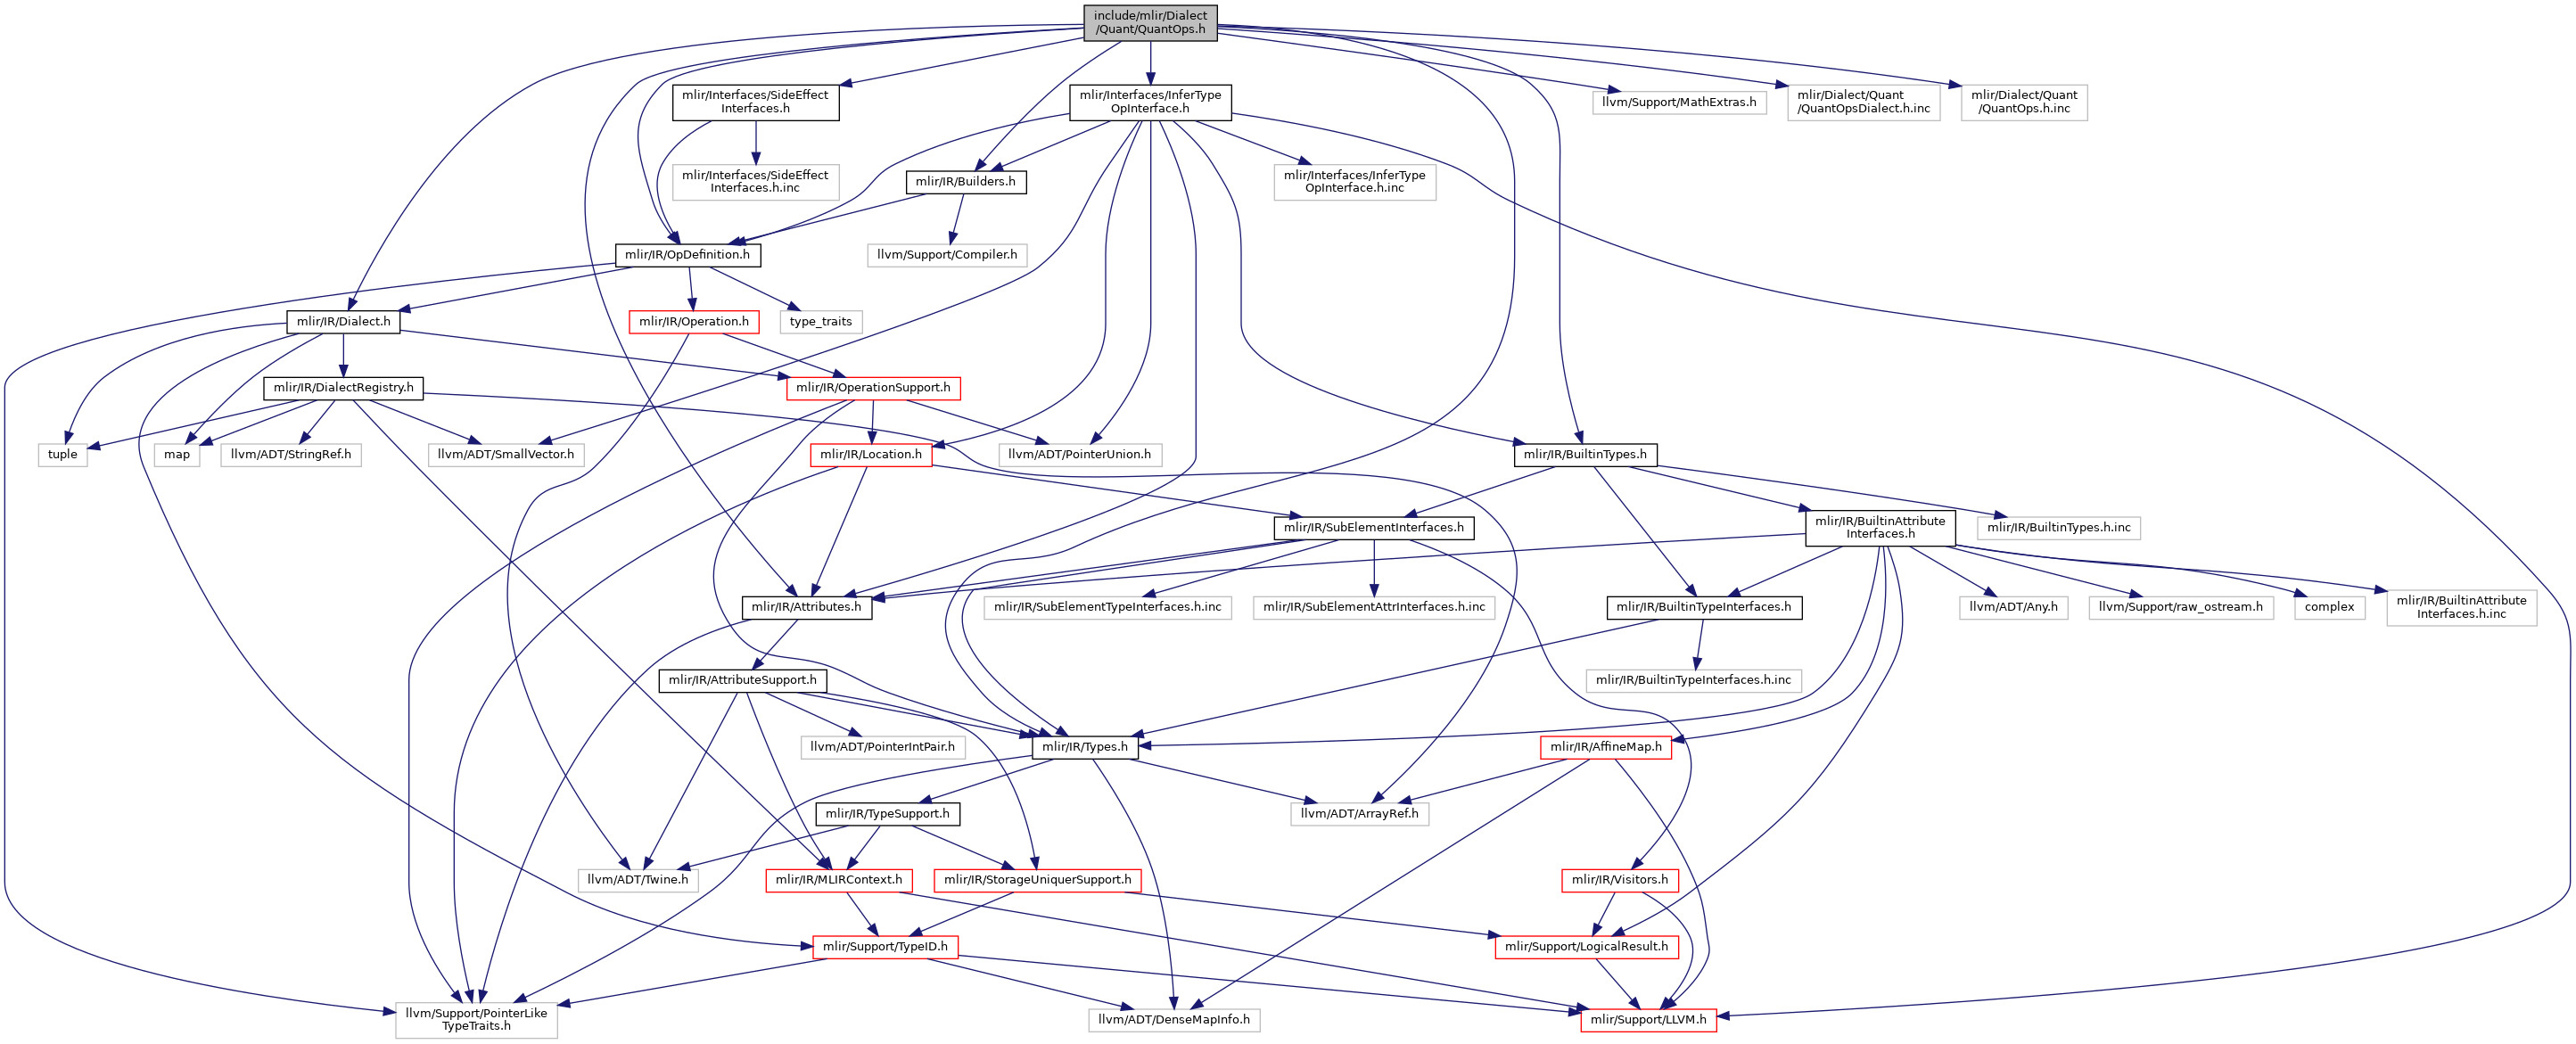 include/mlir/Dialect
/Quant/QuantOps.h
mlir/Interfaces/SideEffect
Interfaces.h
mlir/Interfaces/InferType
OpInterface.h
llvm/Support/MathExtras.h
mlir/Dialect/Quant
/QuantOpsDialect.h.inc
mlir/Dialect/Quant
/QuantOps.h.inc
mlir/Interfaces/SideEffect
Interfaces.h.inc
mlir/IR/Builders.h
mlir/Interfaces/InferType
OpInterface.h.inc
mlir/IR/OpDefinition.h
llvm/Support/Compiler.h
mlir/IR/Dialect.h
mlir/IR/Operation.h
type_traits
mlir/IR/DialectRegistry.h
mlir/IR/OperationSupport.h
tuple
map
llvm/ADT/StringRef.h
llvm/ADT/SmallVector.h
mlir/IR/Location.h
llvm/ADT/PointerUnion.h
mlir/IR/BuiltinTypes.h
mlir/IR/SubElementInterfaces.h
mlir/IR/BuiltinAttribute
Interfaces.h
mlir/IR/BuiltinTypes.h.inc
mlir/IR/Attributes.h
mlir/IR/SubElementTypeInterfaces.h.inc
mlir/IR/SubElementAttrInterfaces.h.inc
mlir/IR/BuiltinTypeInterfaces.h
llvm/ADT/Any.h
llvm/Support/raw_ostream.h
complex
mlir/IR/BuiltinAttribute
Interfaces.h.inc
mlir/IR/AttributeSupport.h
mlir/IR/BuiltinTypeInterfaces.h.inc
llvm/ADT/PointerIntPair.h
mlir/IR/Types.h
mlir/IR/AffineMap.h
mlir/IR/TypeSupport.h
llvm/ADT/ArrayRef.h
llvm/ADT/Twine.h
mlir/IR/MLIRContext.h
mlir/IR/StorageUniquerSupport.h
mlir/IR/Visitors.h
mlir/Support/TypeID.h
mlir/Support/LogicalResult.h
llvm/Support/PointerLike
TypeTraits.h
llvm/ADT/DenseMapInfo.h
mlir/Support/LLVM.h